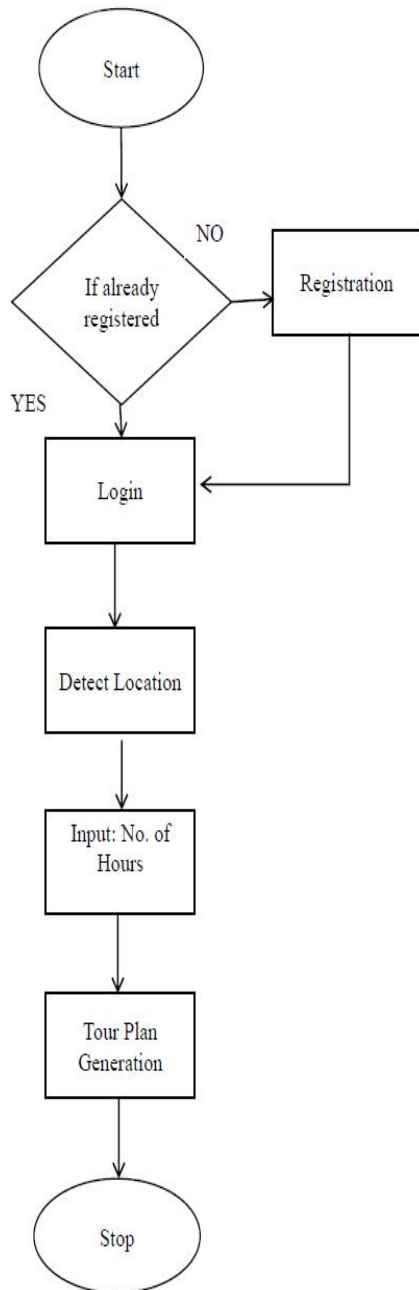 Start
NO
If already
registered
Registration
YES
Login
Detect Location
Input: No. of
Hours
Tour Plan
Generation
Stop